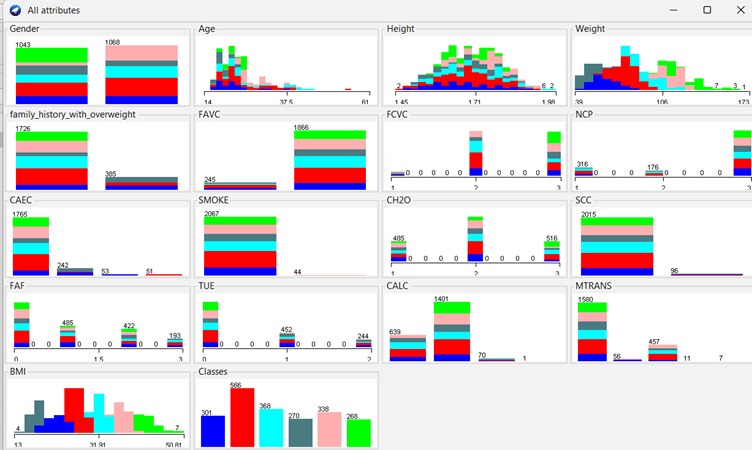 All attributes
Gender Age Height Weight
1043 1068
2 6 2 7 3 1
14 37.5 61 1.45 1.71 1.98 39 106 173
family_history_with_overweight FAVC FCVC NCP
1726 385 245 1866 0 0 0 0 0 0 0 0 316 0 0 176 0 0 0
1 2 3 1 2 3
CAEC SMOKE CH2O SCC
1765 242 53 51 2067 44 485 0 0 0 0 0 0 0 0 516 2015 96
1 2 3
FAF TUE CALC MTRANS
0 0 485 0 0 0 422 0 0 193 0 0 0 0 452 0 0 0 0 244 639 1401 70 1 1580 56 457 11 7
0 1.5 3 0 1 2
BMI Classes
4 7 301 566 368 270 338 268
13 31.91 50.81